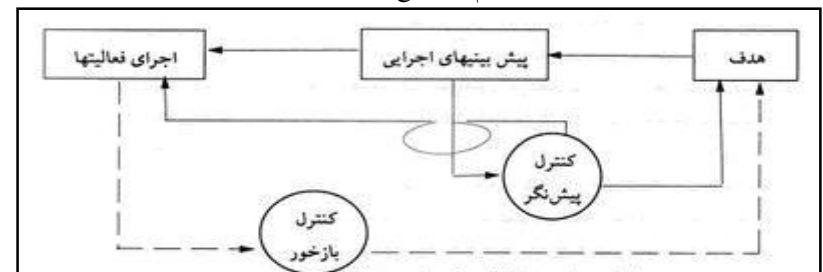 هدف
پیش بینیهای اجرایی
اجرای فعالیتها
کنترل
پیش‌نگر
کنترل
بازخور